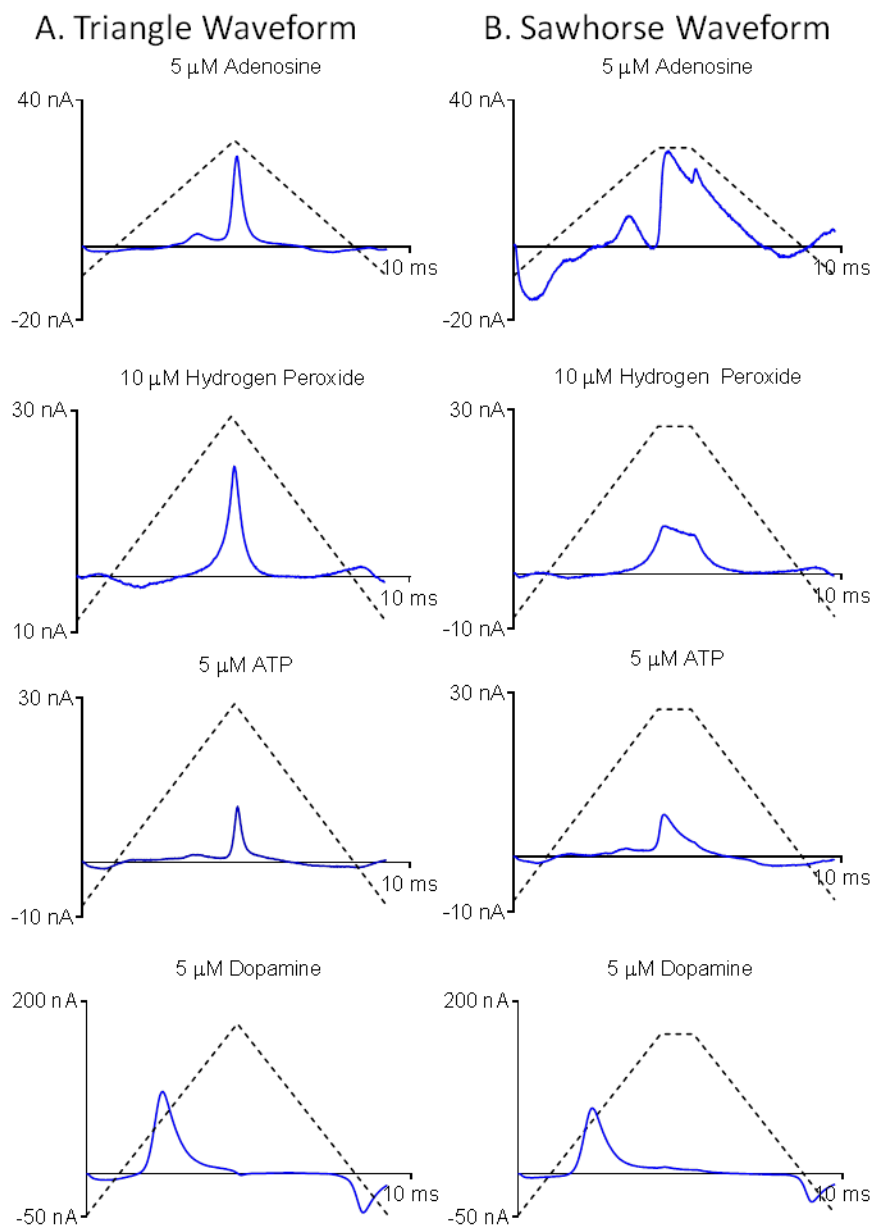 A. Triangle Waveform
5 μM Adenosine
40 nA
10 ms
-20 nA
10 μM Hydrogen Peroxide
30 nA
10 ms
10 nA
5 μM ATP
30 nA
10 ms
-10 nA
5 μM Dopamine
200 nA
10 ms
-50 nA
B. Sawhorse Waveform
5 μM Adenosine
40 nA
10 ms
-20 nA
10 μM Hydrogen Peroxide
30 nA
10 ms
-10 nA
5 μM ATP
30 nA
10 ms
-10 nA
5 μM Dopamine
200 nA
10 ms
-50 nA